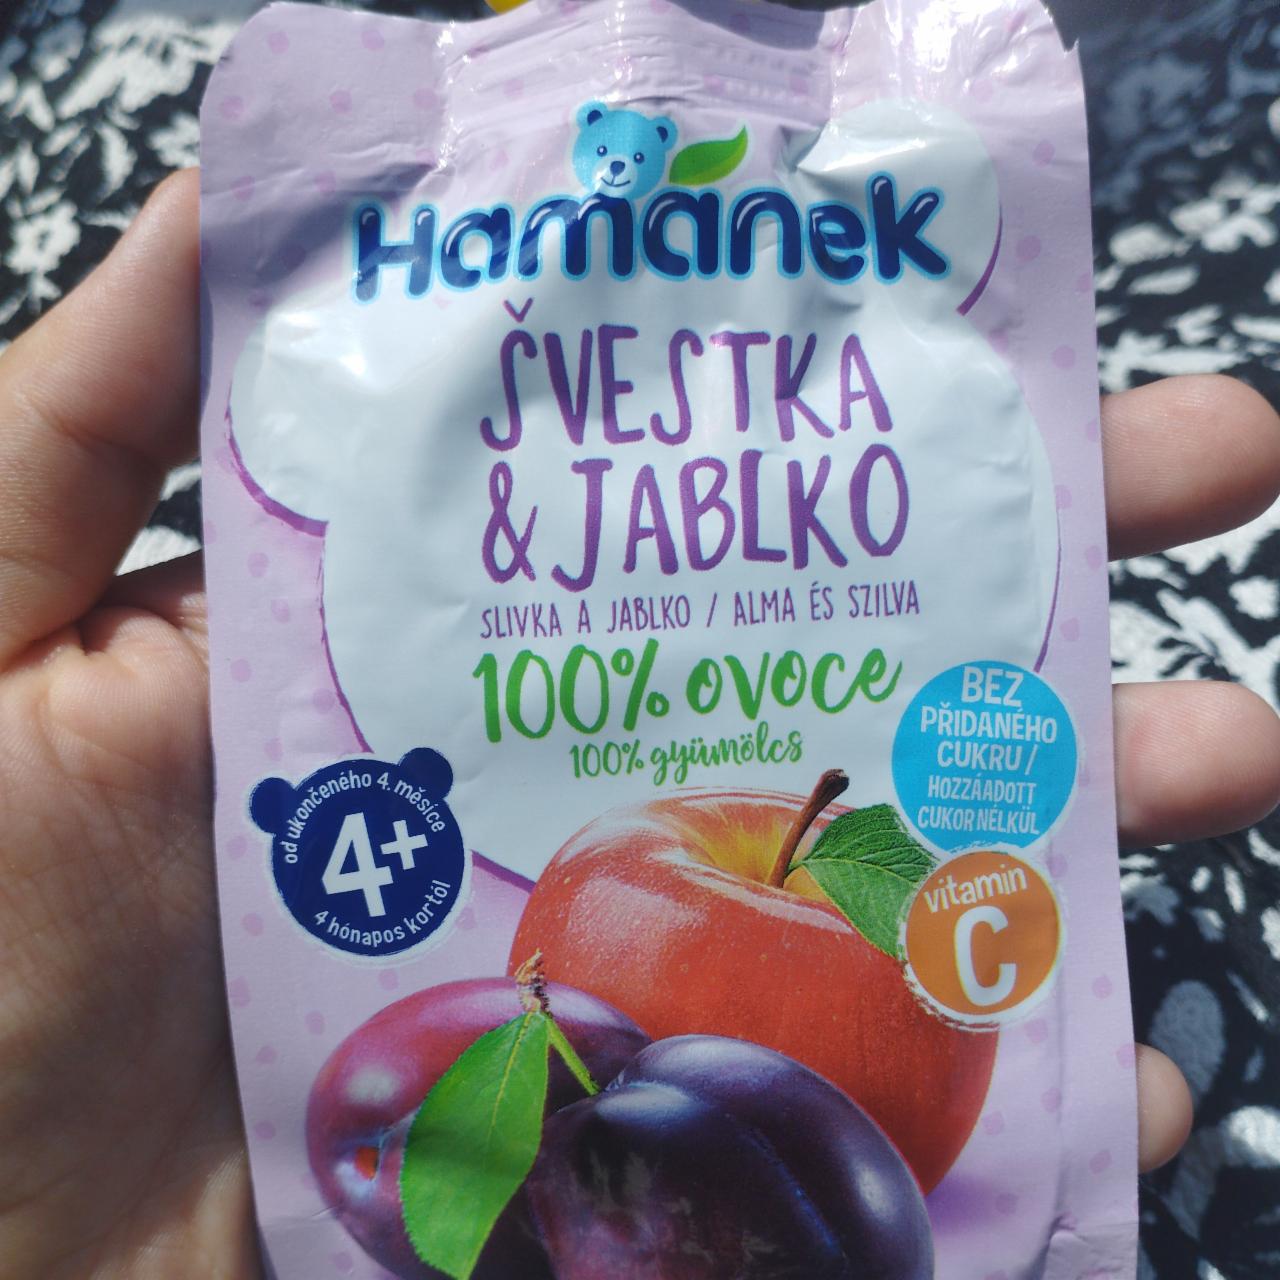 Hamánek
ŠVESTKA
& JABLKO
SLIVKA A JABLKO / ALMA ÉS SZILVA
100% ovoce
100% gyümölcs
BEZ
PŘIDANÉHO
CUKRU /
HOZZÁADOTT
CUKOR NÉLKÜL
od ukončeného 4. měsíce
4+
4 hónapos kortól
vitamin
C